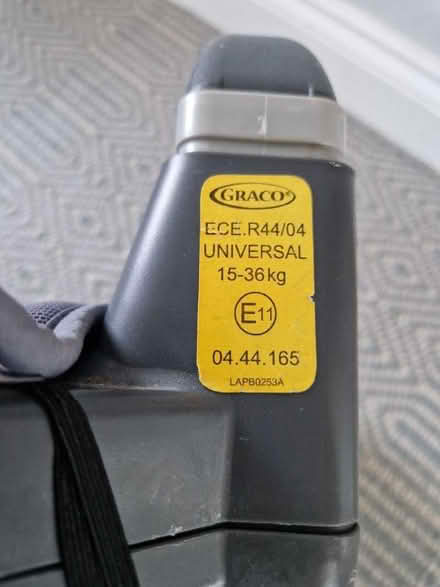 GRACO
ECE.R44/04
UNIVERSAL
15-36kg
E11
04.44.165
LAPB0253A